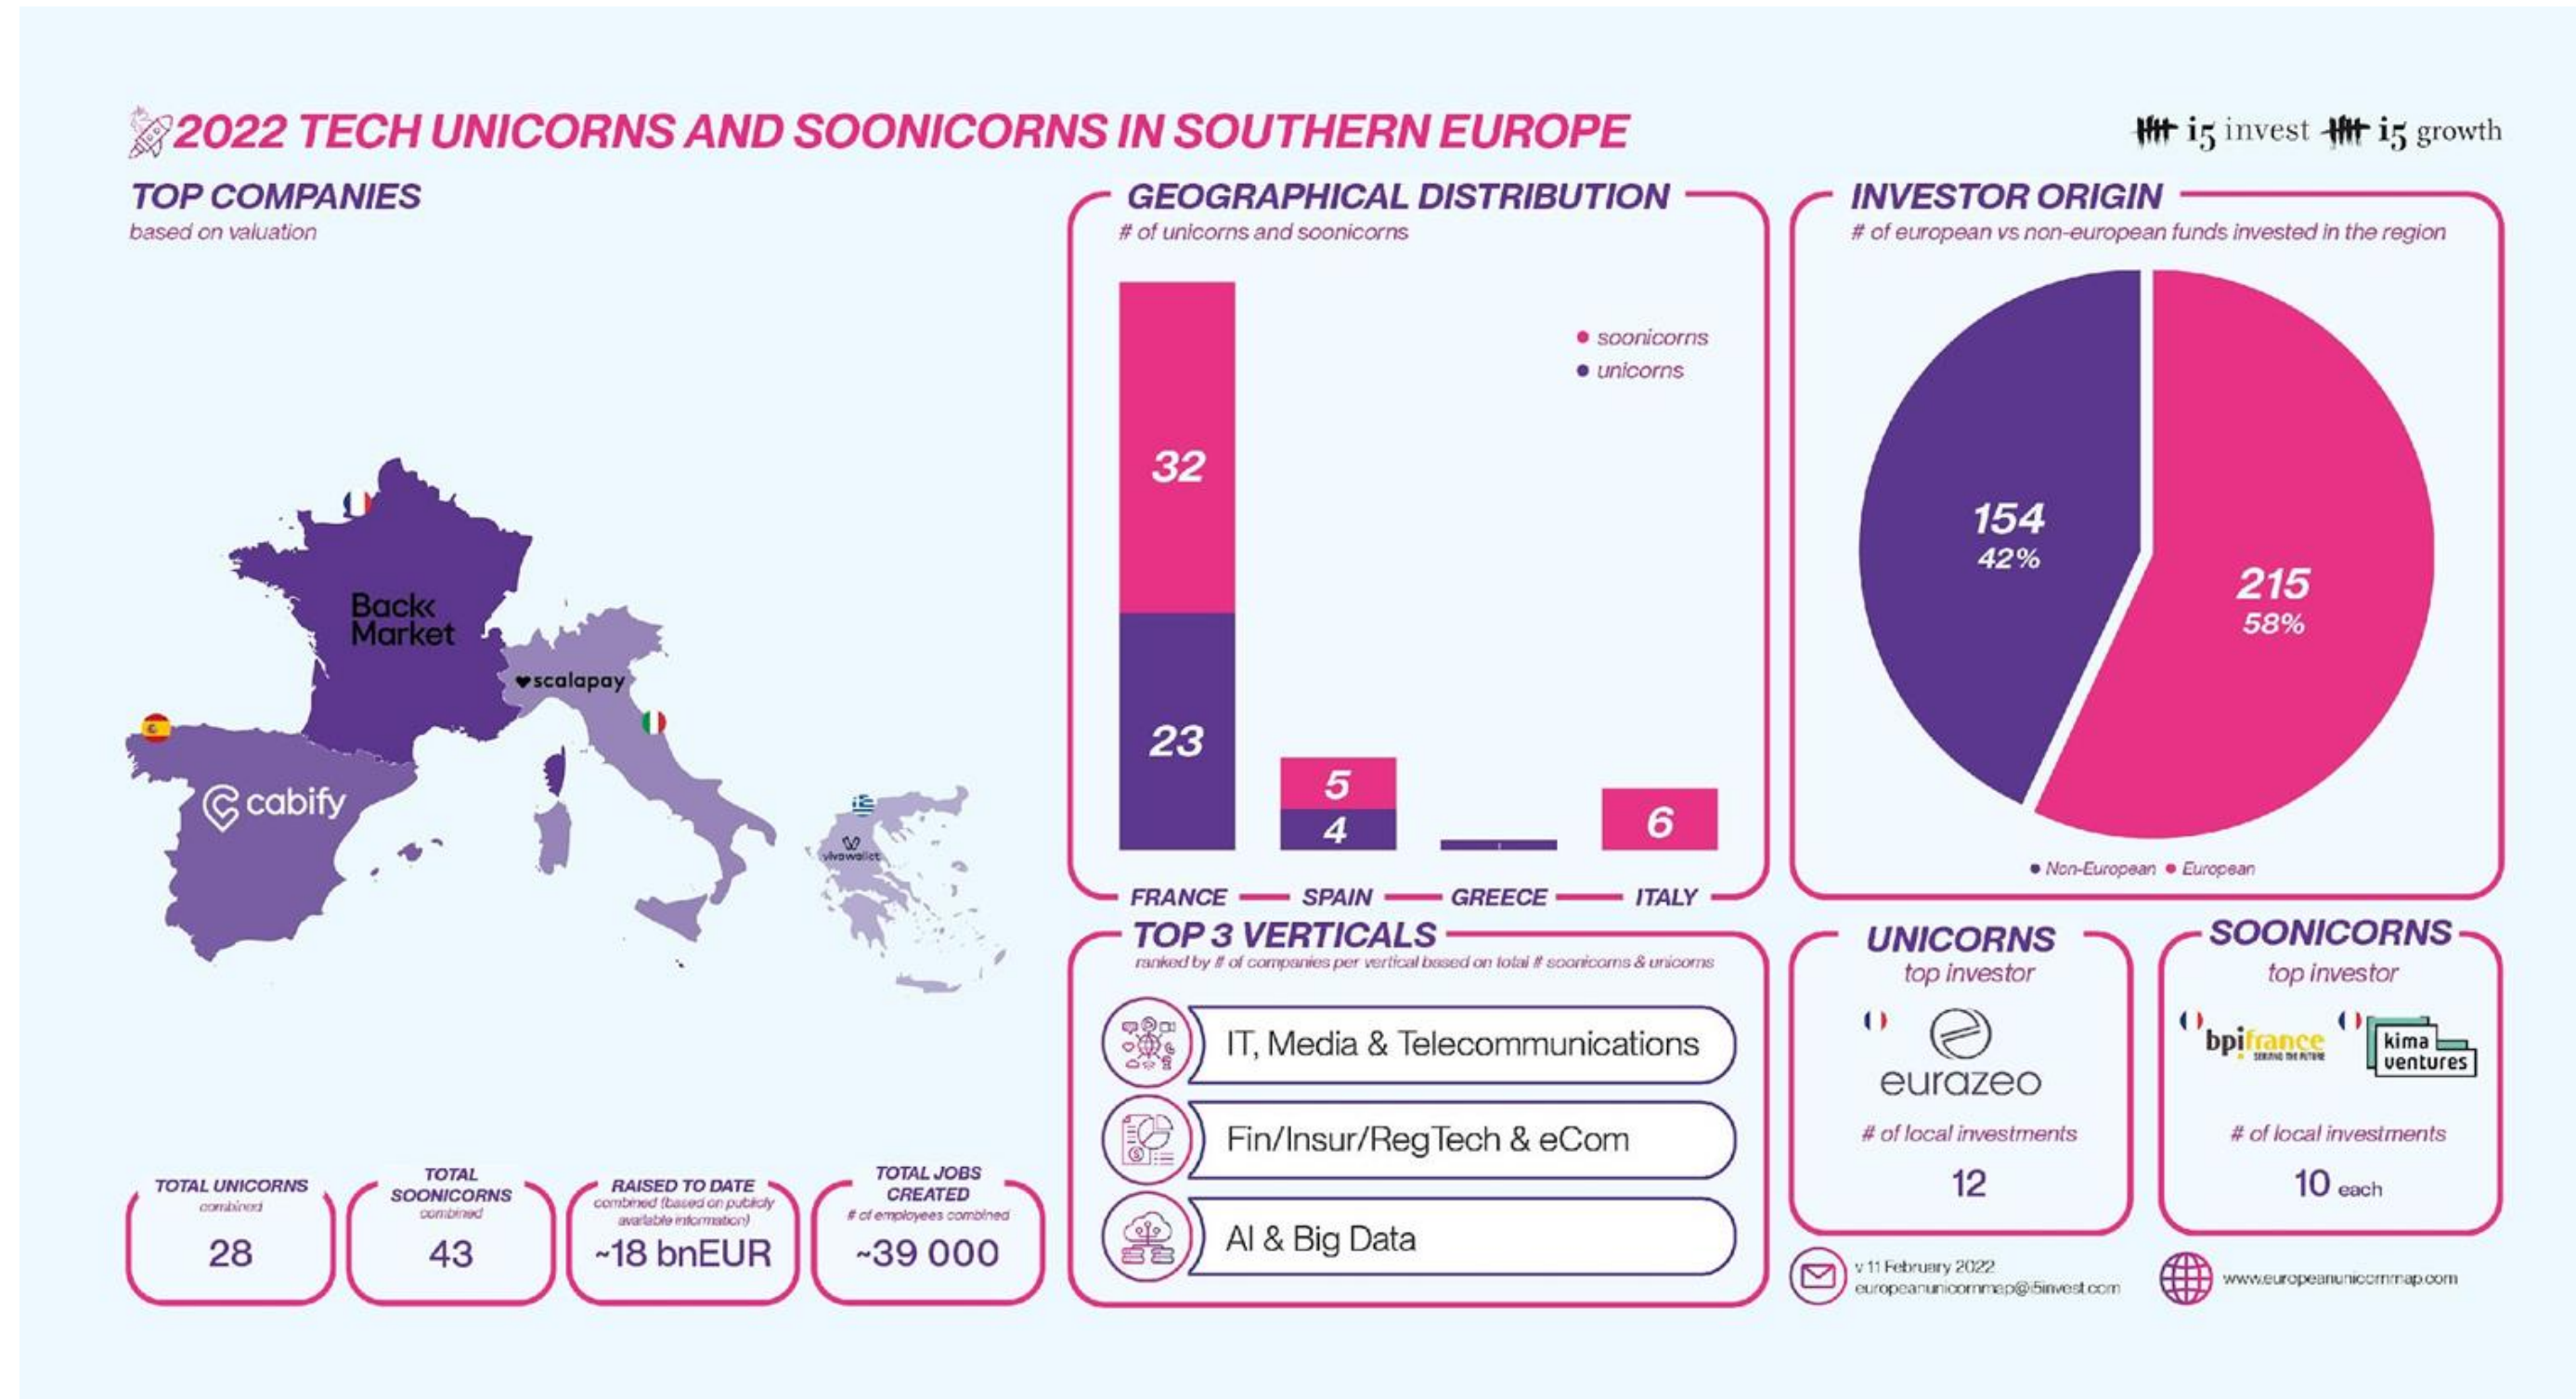 2022 TECH UNICORNS AND SOONICORNS IN SOUTHERN EUROPE
i5 invest i5 growth
TOP COMPANIES
based on valuation
Back
Market
scalapay
cabify
vivawallet
TOTAL UNICORNS
combined
28
TOTAL
SOONICORNS
combined
43
RAISED TO DATE
combined (based on publicly
available information)
~18 bnEUR
TOTAL JOBS
CREATED
# of employees combined
~39 000
GEOGRAPHICAL DISTRIBUTION
# of unicorns and soonicorns
soonicorns
unicorns
32
23
5
4
6
FRANCE
SPAIN
GREECE
ITALY
TOP 3 VERTICALS
ranked by # of companies per vertical based on total # soonicorns & unicorns
IT, Media & Telecommunications
Fin/Insur/RegTech & eCom
AI & Big Data
INVESTOR ORIGIN
# of european vs non-european funds invested in the region
154
42%
215
58%
Non-European European
UNICORNS
top investor
eurazeo
# of local investments
12
SOONICORNS
top investor
bpifrance
SERVING THE FUTURE
kima
ventures
# of local investments
10 each
v 11 February 2022
europeanunicornmap@i5invest.com
www.europeanunicornmap.com